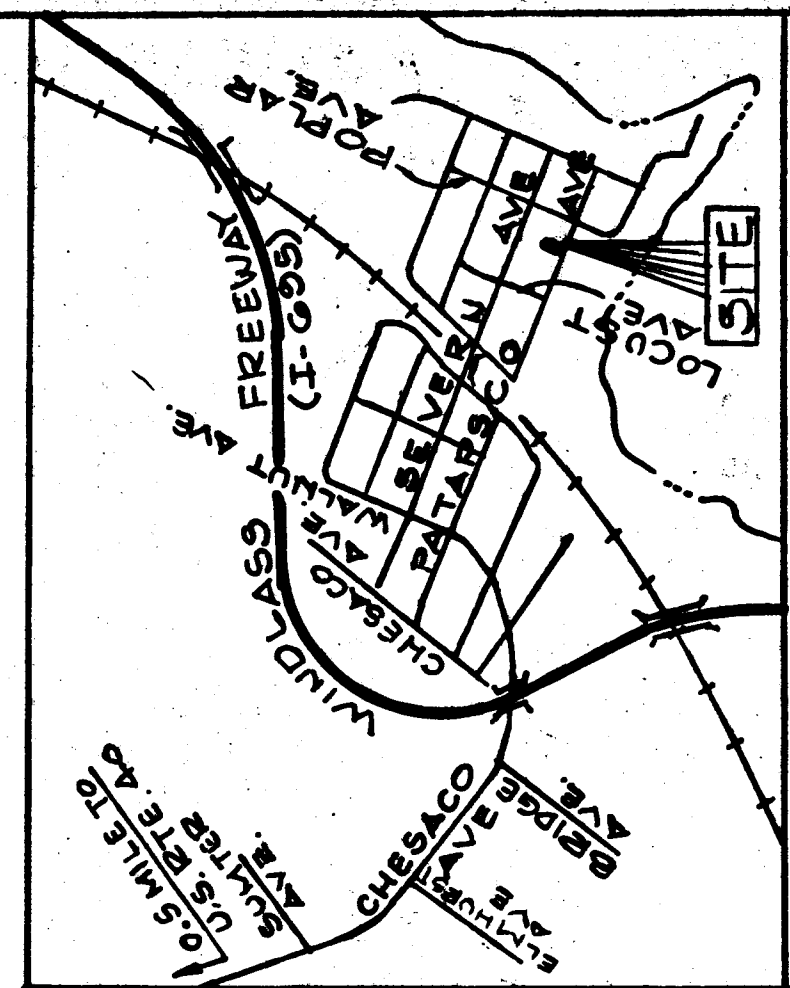 POPLAR
AVE.
FREEWAY
(I-695)
SEVERN AVE
PATAPSCO AVE
SITE
LOCUST
AVE.
WALNUT AVE.
CHESACO
AVE.
WINDLASS
0.5 MILE TO
U.S. RTE. 40
SUMTER
AVE.
CHESACO
AVE
BRIDGE
AVE.
ELMHURST
AVE